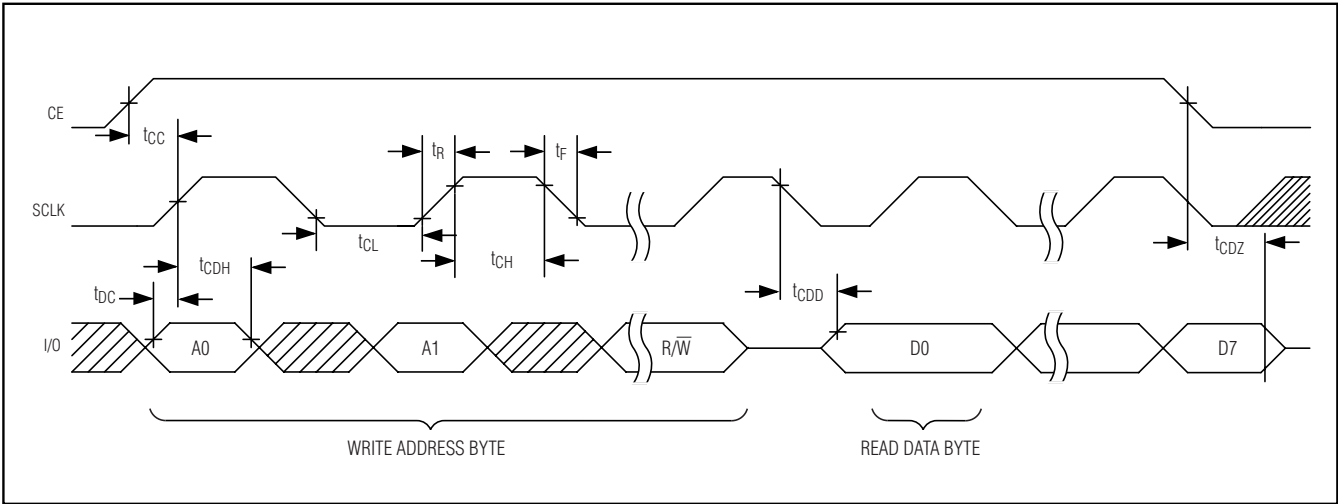 CE
tCC
tR
tF
SCLK
tCL
tCH
tCDZ
tCDH
tDC
tCDD
I/O
A0
A1
R/W̅
D0
D7
WRITE ADDRESS BYTE
READ DATA BYTE